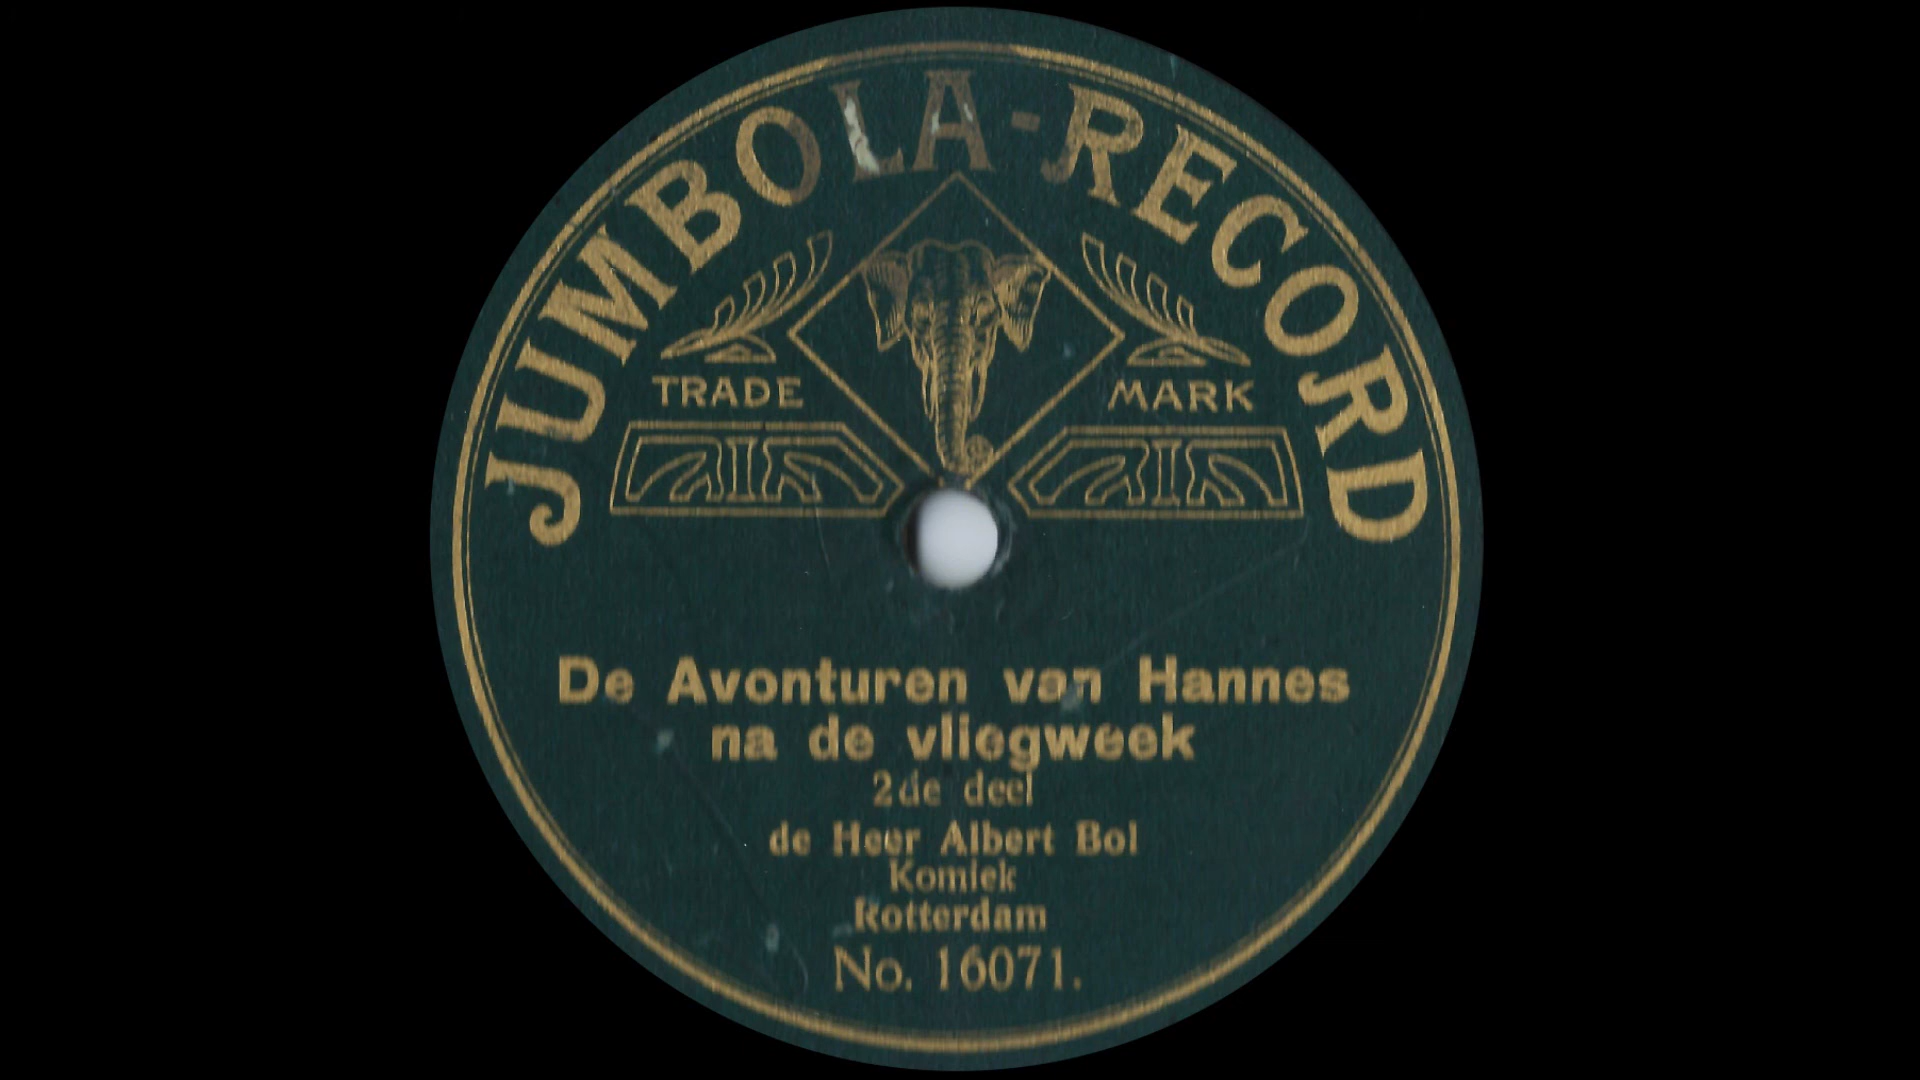 JUMBOLA-RECORD
TRADE MARK
De Avonturen van Hannes
na de vliegweek
2de deel
de Heer Albert Bol
Komiek
Rotterdam
No. 16071.